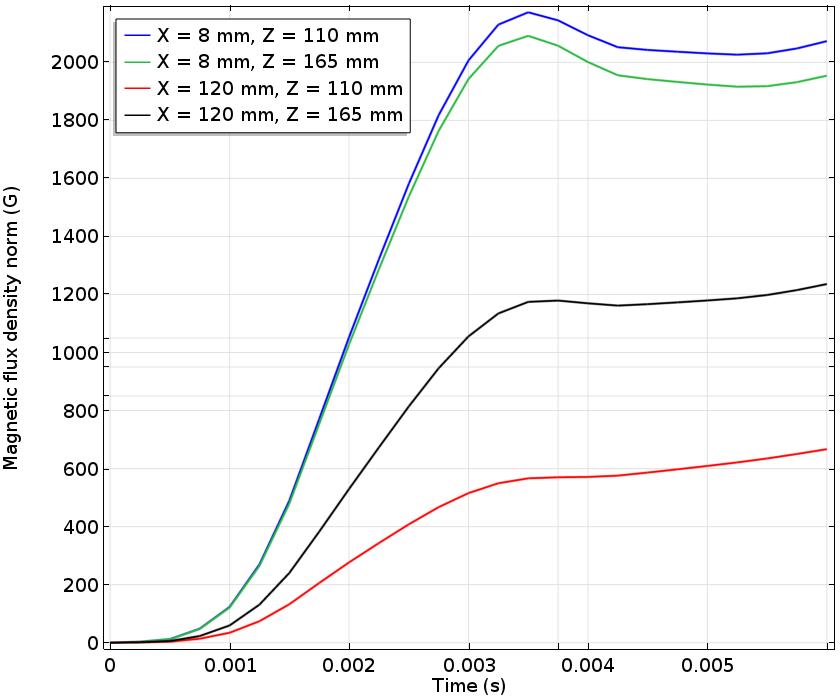 X = 8 mm, Z = 110 mm
X = 8 mm, Z = 165 mm
X = 120 mm, Z = 110 mm
X = 120 mm, Z = 165 mm
Magnetic flux density norm (G)
2000
1800
1600
1400
1200
1000
800
600
400
200
0
0 0.001 0.002 0.003 0.004 0.005
Time (s)